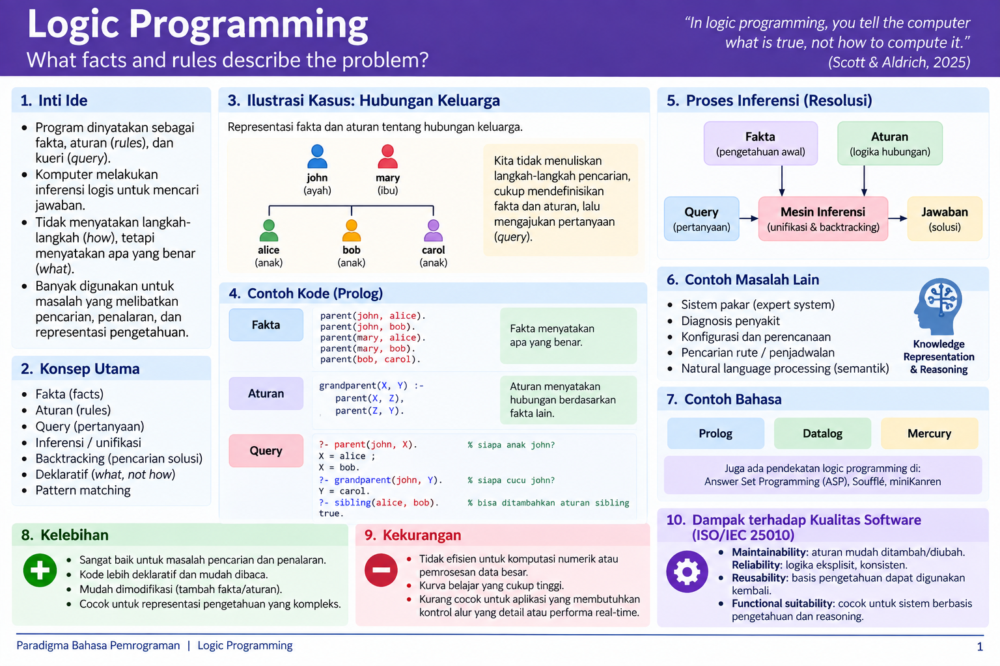 Logic Programming
What facts and rules describe the problem?
“In logic programming, you tell the computer
what is true, not how to compute it.”
(Scott & Aldrich, 2025)
1. Inti Ide
• Program dinyatakan sebagai
fakta, aturan (rules), dan
kueri (query).
• Komputer melakukan
inferensi logis untuk mencari
jawaban.
• Tidak menyatakan langkah-
langkah (how), tetapi
menyatakan apa yang benar
(what).
• Banyak digunakan untuk
masalah yang melibatkan
pencarian, penalaran, dan
representasi pengetahuan.
2. Konsep Utama
• Fakta (facts)
• Aturan (rules)
• Query (pertanyaan)
• Inferensi / unifikasi
• Backtracking (pencarian solusi)
• Deklaratif (what, not how)
• Pattern matching
3. Ilustrasi Kasus: Hubungan Keluarga
Representasi fakta dan aturan tentang hubungan keluarga.
john
(ayah)
mary
(ibu)
alice
(anak)
bob
(anak)
carol
(anak)
Kita tidak menuliskan
langkah-langkah pencarian,
cukup mendefinisikan
fakta dan aturan, lalu
mengajukan pertanyaan
(query).
4. Contoh Kode (Prolog)
Fakta
parent(john, alice).
parent(john, bob).
parent(mary, alice).
parent(mary, bob).
parent(bob, carol).
Fakta menyatakan
apa yang benar.
Aturan
grandparent(X, Y) :-
parent(X, Z),
parent(Z, Y).
Aturan menyatakan
hubungan berdasarkan
fakta lain.
Query
?- parent(john, X). % siapa anak john?
X = alice ;
X = bob.
?- grandparent(john, Y). % siapa cucu john?
Y = carol.
?- sibling(alice, bob). % bisa ditambahkan aturan sibling
true.
5. Proses Inferensi (Resolusi)
Fakta
(pengetahuan awal)
Aturan
(logika hubungan)
Query
(pertanyaan)
Mesin Inferensi
(unifikasi & backtracking)
Jawaban
(solusi)
6. Contoh Masalah Lain
• Sistem pakar (expert system)
• Diagnosis penyakit
• Konfigurasi dan perencanaan
• Pencarian rute / penjadwalan
• Natural language processing (semantik)
Knowledge
Representation
& Reasoning
7. Contoh Bahasa
Prolog
Datalog
Mercury
Juga ada pendekatan logic programming di:
Answer Set Programming (ASP), Soufflé, miniKanren
8. Kelebihan
• Sangat baik untuk masalah pencarian dan penalaran.
• Kode lebih deklaratif dan mudah dibaca.
• Mudah dimodifikasi (tambah fakta/aturan).
• Cocok untuk representasi pengetahuan yang kompleks.
9. Kekurangan
• Tidak efisien untuk komputasi numerik atau
pemrosesan data besar.
• Kurva belajar yang cukup tinggi.
• Kurang cocok untuk aplikasi yang membutuhkan
kontrol alur yang detail atau performa real-time.
10. Dampak terhadap Kualitas Software
(ISO/IEC 25010)
• Maintainability: aturan mudah ditambah/diubah.
Reliability: logika eksplisit, konsisten.
• Reusability: basis pengetahuan dapat digunakan
kembali.
• Functional suitability: cocok untuk sistem berbasis
pengetahuan dan reasoning.
Paradigma Bahasa Pemrograman | Logic Programming
1